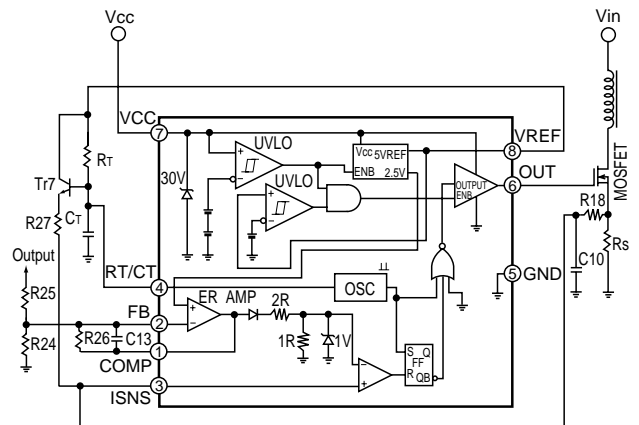 Vcc
Vin
VCC
7
UVLO
Vcc 5VREF
ENB 2.5V
8
VREF
RT
30V
UVLO
OUTPUT
ENB
6
OUT
MOSFET
Tr7
R27
CT
R18
Rs
C10
Output
RT/CT
4
OSC
5
GND
R25
FB
2
ER AMP
2R
1R
1V
R24
R26
C13
COMP
1
S Q
FF
R QB
ISNS
3